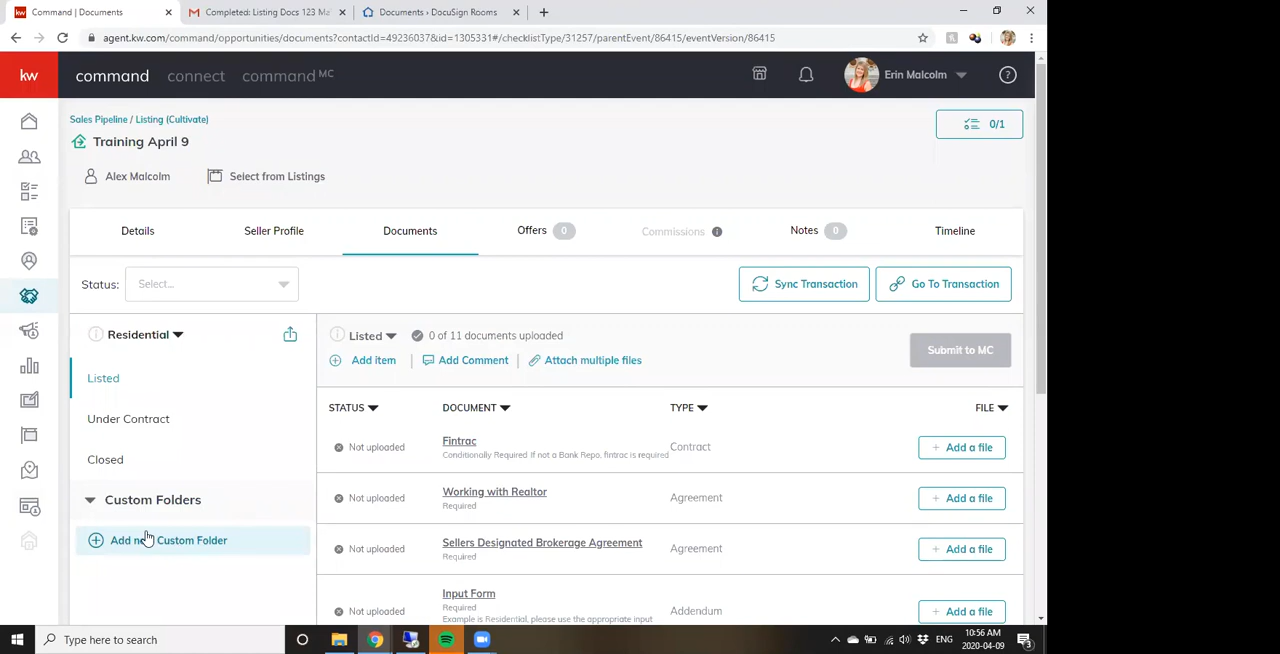 Command | Documents
Completed: Listing Docs 123 Ma
Documents › DocuSign Rooms
agent.kw.com/command/opportunities/documents?contactId=49236037&id=1305331#/checklistType/31257/parentEvent/86415/eventVersion/86415
kw
command
connect
command MC
Erin Malcolm
Sales Pipeline / Listing (Cultivate)
0/1
Training April 9
Alex Malcolm
Select from Listings
Details
Seller Profile
Documents
Offers 0
Commissions
Notes 0
Timeline
Status:
Select...
Sync Transaction
Go To Transaction
Residential
Listed
0 of 11 documents uploaded
Add item
Add Comment
Attach multiple files
Submit to MC
Listed
Under Contract
Closed
Custom Folders
Add Custom Folder
STATUS
DOCUMENT
TYPE
FILE
Not uploaded
Fintrac
Conditionally Required If not a Bank Repo, fintrac is required
Contract
+ Add a file
Not uploaded
Working with Realtor
Required
Agreement
+ Add a file
Not uploaded
Sellers Designated Brokerage Agreement
Required
Agreement
+ Add a file
Not uploaded
Input Form
Required
Example is Residential, please use the appropriate input
Addendum
+ Add a file
Type here to search
ENG
10:56 AM
2020-04-09
3